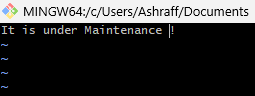 MINGW64:/c/Users/Ashraff/Documents
It is under Maintenance !
~
~
~
~